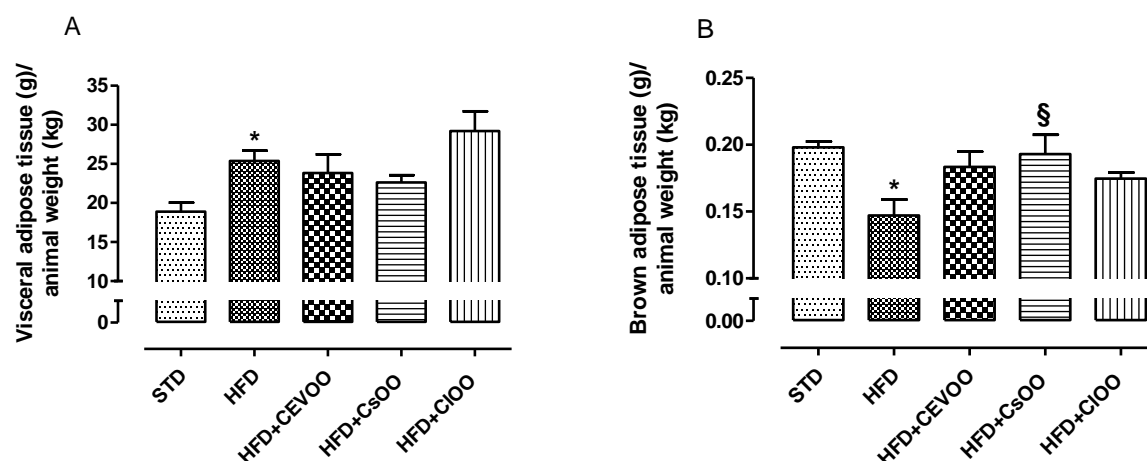 A
Visceral adipose tissue (g)/
animal weight (kg)
35
30
25
20
15
10
0
*
STD
HFD
HFD+CEVOO
HFD+CsOO
HFD+ClOO
B
Brown adipose tissue (g)/
animal weight (kg)
0.25
0.20
0.15
0.10
0.00
*
§
STD
HFD
HFD+CEVOO
HFD+CsOO
HFD+ClOO